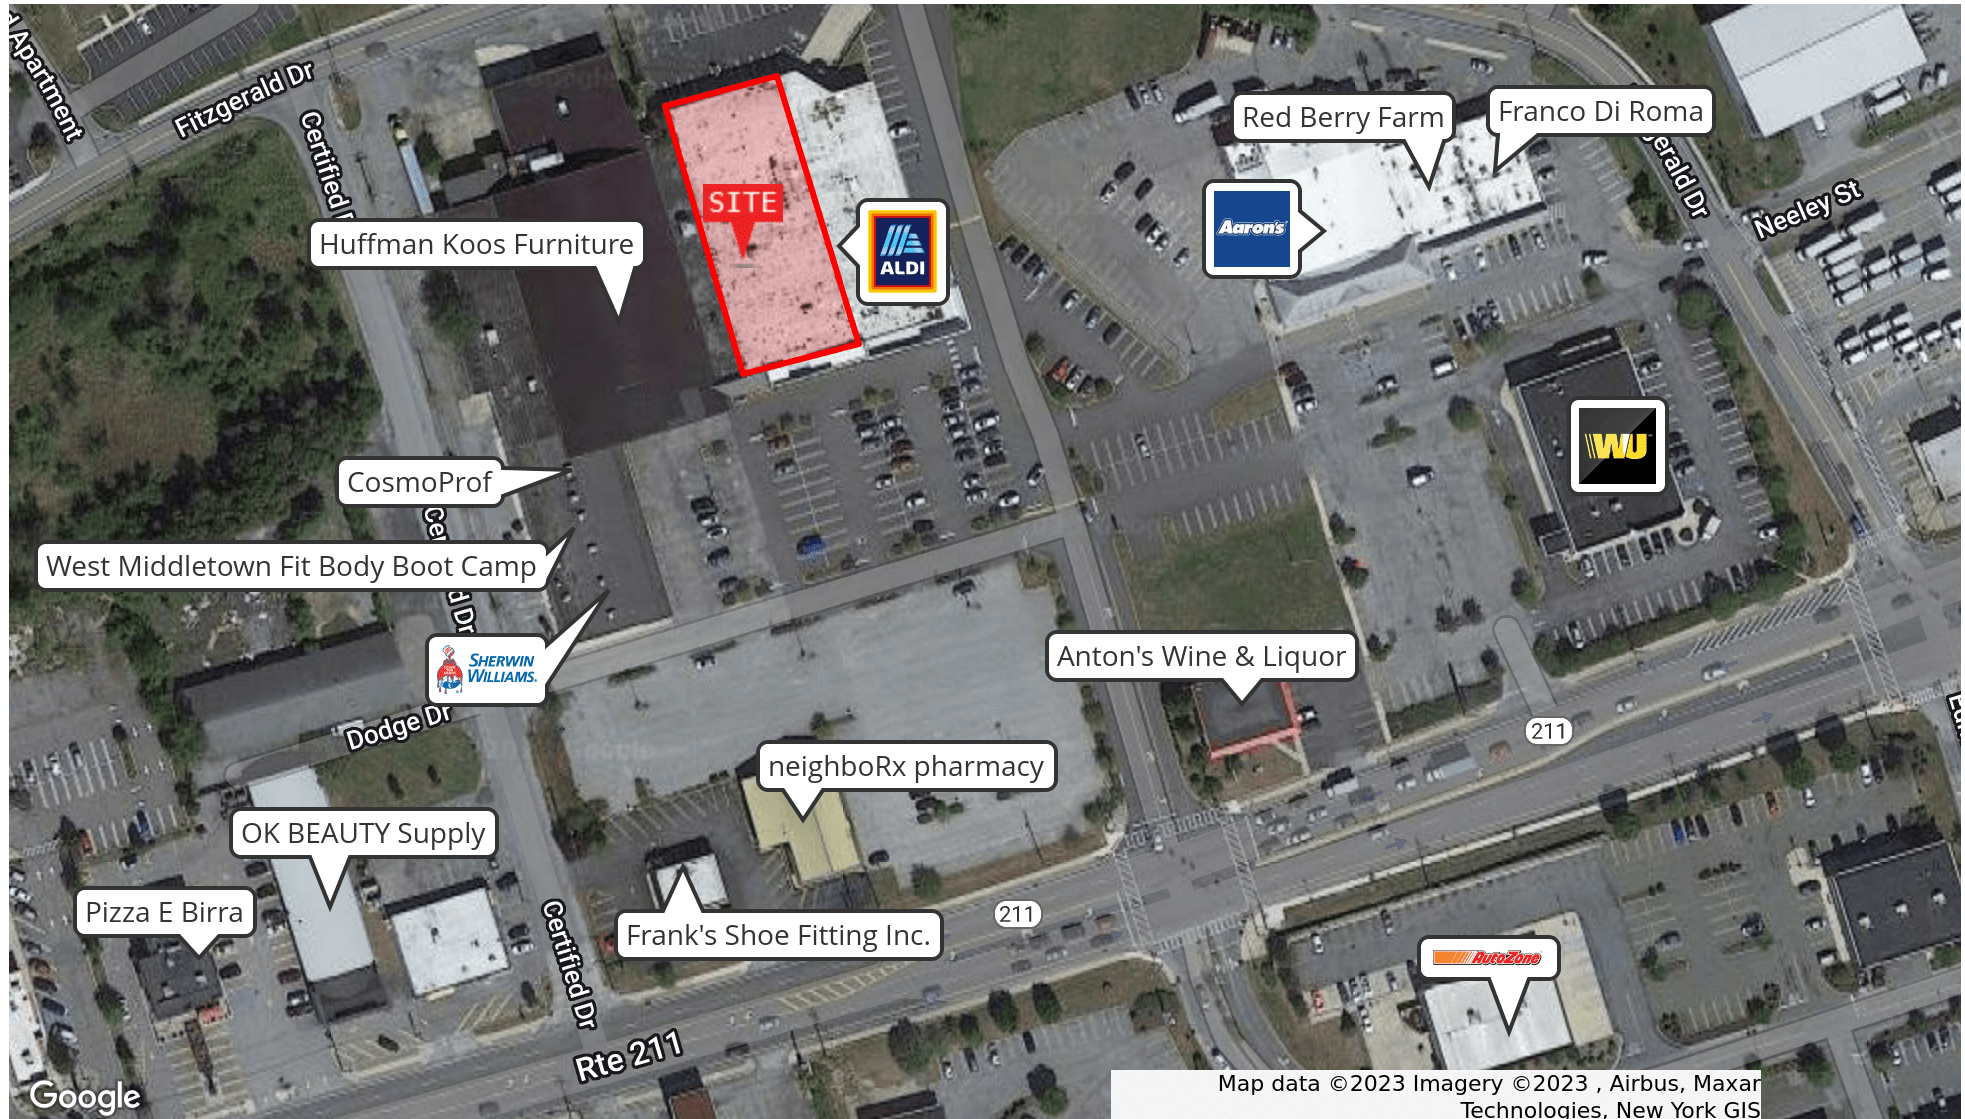 Apartment
Fitzgerald Dr
Certified D
Red Berry Farm
Franco Di Roma
gerald Dr
Neeley St
SITE
Huffman Koos Furniture
ALDI
Aaron's
WU
CosmoProf
Cer
West Middletown Fit Body Boot Camp
d Dr
SHERWIN
WILLIAMS.
Anton's Wine & Liquor
Dodge Dr
211
neighboRx pharmacy
OK BEAUTY Supply
Pizza E Birra
Certified Dr
Frank's Shoe Fitting Inc.
211
AutoZone
Rte 211
Google
Map data ©2023 Imagery ©2023 , Airbus, Maxar
Technologies, New York GIS